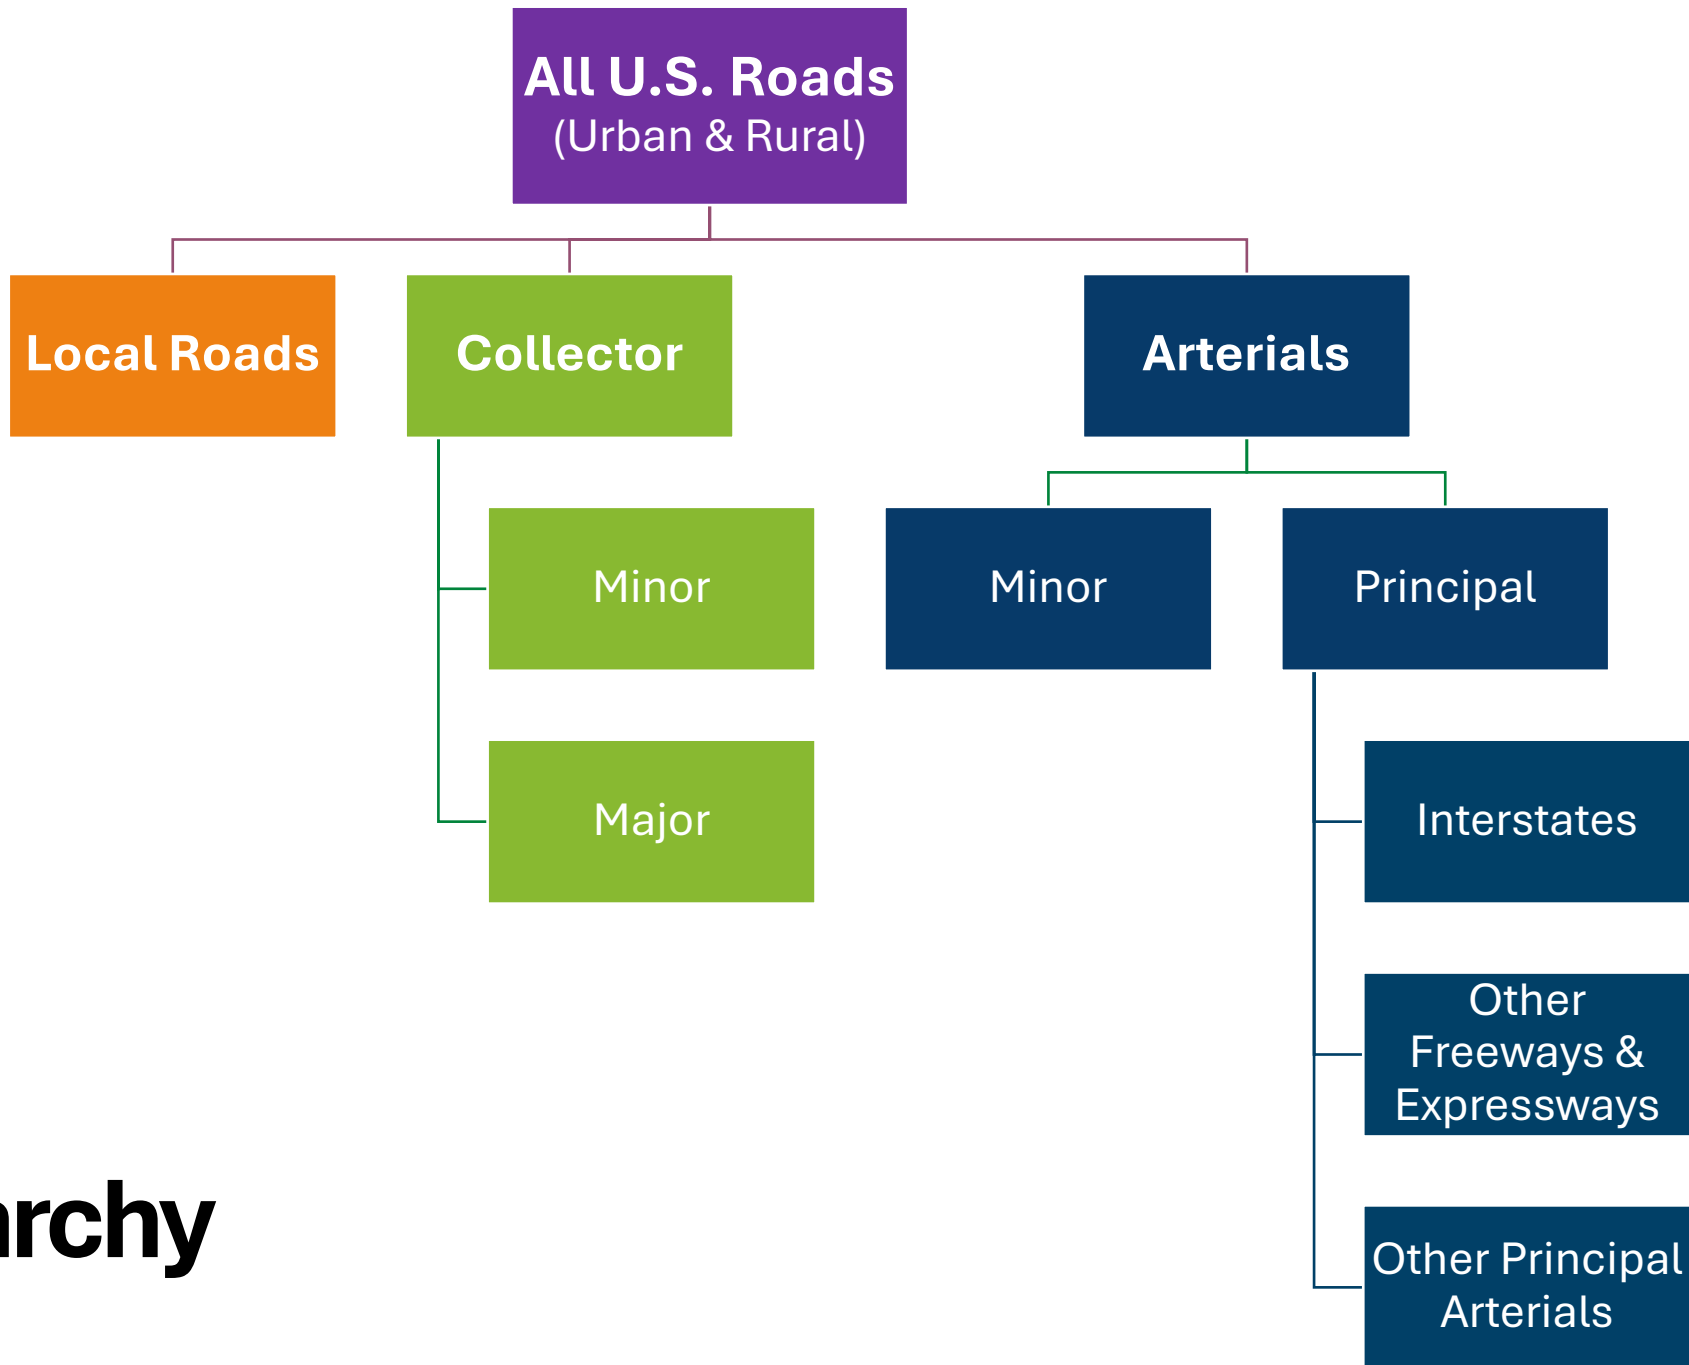 All U.S. Roads
(Urban & Rural)
Local Roads
Collector
Arterials
Minor
Minor
Principal
Major
Interstates
Other
Freeways &
Expressways
Other Principal
Arterials